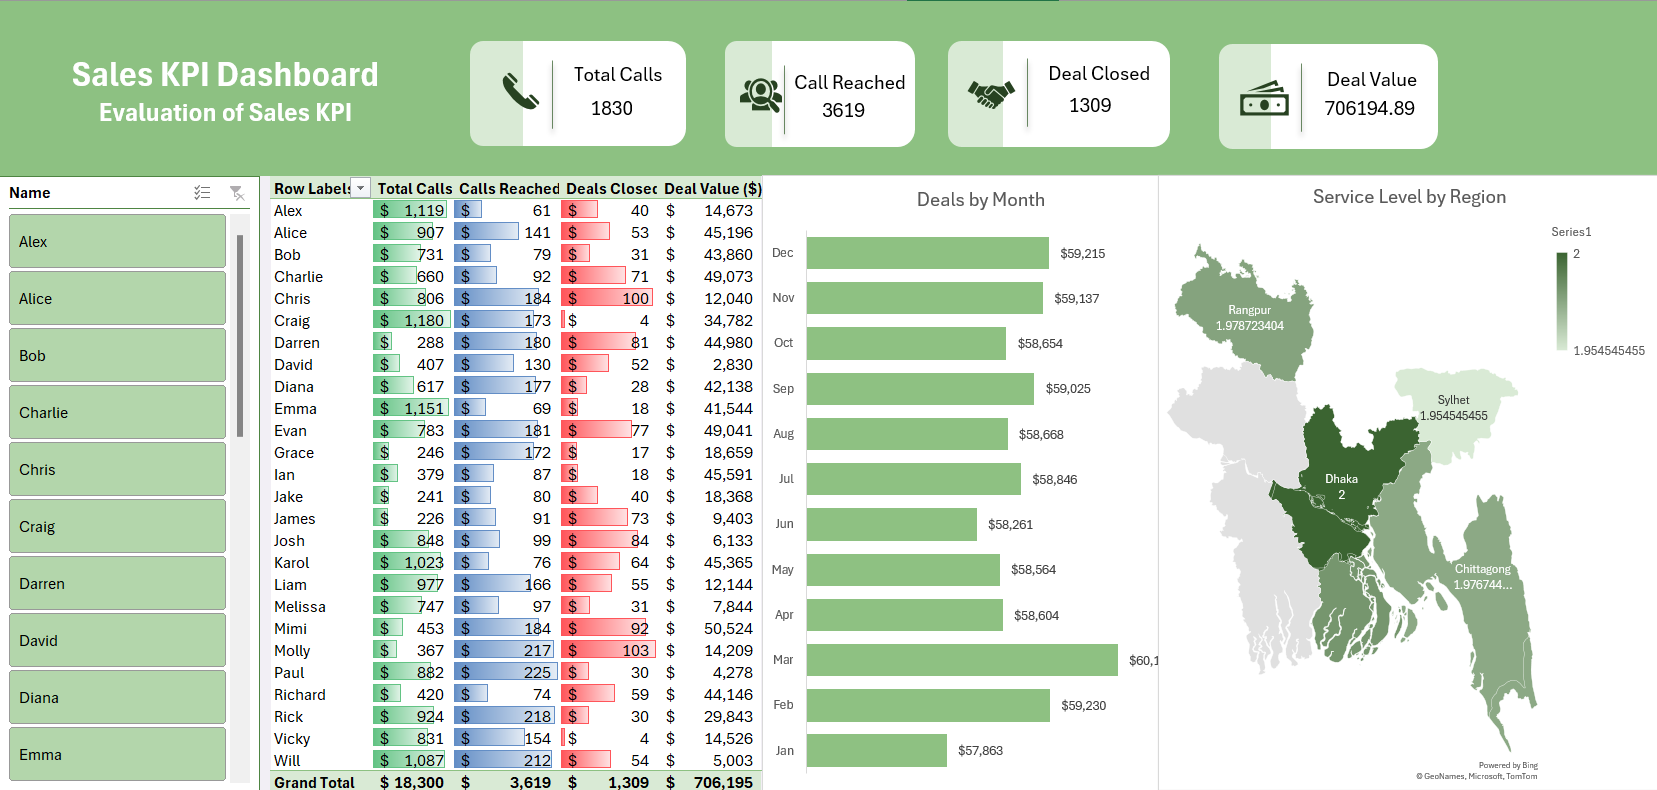 Sales KPI Dashboard
Evaluation of Sales KPI
Total Calls
1830
Call Reached
3619
Deal Closed
1309
Deal Value
706194.89
Name
Alex
Alice
Bob
Charlie
Chris
Craig
Darren
David
Diana
Emma
Row Labels Total Calls Calls Reached Deals Closed Deal Value ($)
Alex $ 1,119 $ 61 $ 40 $ 14,673
Alice $ 907 $ 141 $ 53 $ 45,196
Bob $ 731 $ 79 $ 31 $ 43,860
Charlie $ 660 $ 92 $ 71 $ 49,073
Chris $ 806 $ 184 $ 100 $ 12,040
Craig $ 1,180 $ 173 $ 4 $ 34,782
Darren $ 288 $ 180 $ 81 $ 44,980
David $ 407 $ 130 $ 52 $ 2,830
Diana $ 617 $ 177 $ 28 $ 42,138
Emma $ 1,151 $ 69 $ 18 $ 41,544
Evan $ 783 $ 181 $ 77 $ 49,041
Grace $ 246 $ 172 $ 17 $ 18,659
Ian $ 379 $ 87 $ 18 $ 45,591
Jake $ 241 $ 80 $ 40 $ 18,368
James $ 226 $ 91 $ 73 $ 9,403
Josh $ 848 $ 99 $ 84 $ 6,133
Karol $ 1,023 $ 76 $ 64 $ 45,365
Liam $ 977 $ 166 $ 55 $ 12,144
Melissa $ 747 $ 97 $ 31 $ 7,844
Mimi $ 453 $ 184 $ 92 $ 50,524
Molly $ 367 $ 217 $ 103 $ 14,209
Paul $ 882 $ 225 $ 30 $ 4,278
Richard $ 420 $ 74 $ 59 $ 44,146
Rick $ 924 $ 218 $ 30 $ 29,843
Vicky $ 831 $ 154 $ 4 $ 14,526
Will $ 1,087 $ 212 $ 54 $ 5,003
Grand Total $ 18,300 $ 3,619 $ 1,309 $ 706,195
Deals by Month
Dec $59,215
Nov $59,137
Oct $58,654
Sep $59,025
Aug $58,668
Jul $58,846
Jun $58,261
May $58,564
Apr $58,604
Mar $60,1
Feb $59,230
Jan $57,863
Service Level by Region
Series1
2
1.954545455
Rangpur
1.978723404
Sylhet
1.954545455
Dhaka
2
Chittagong
1.976744...
Powered by Bing
© GeoNames, Microsoft, TomTom